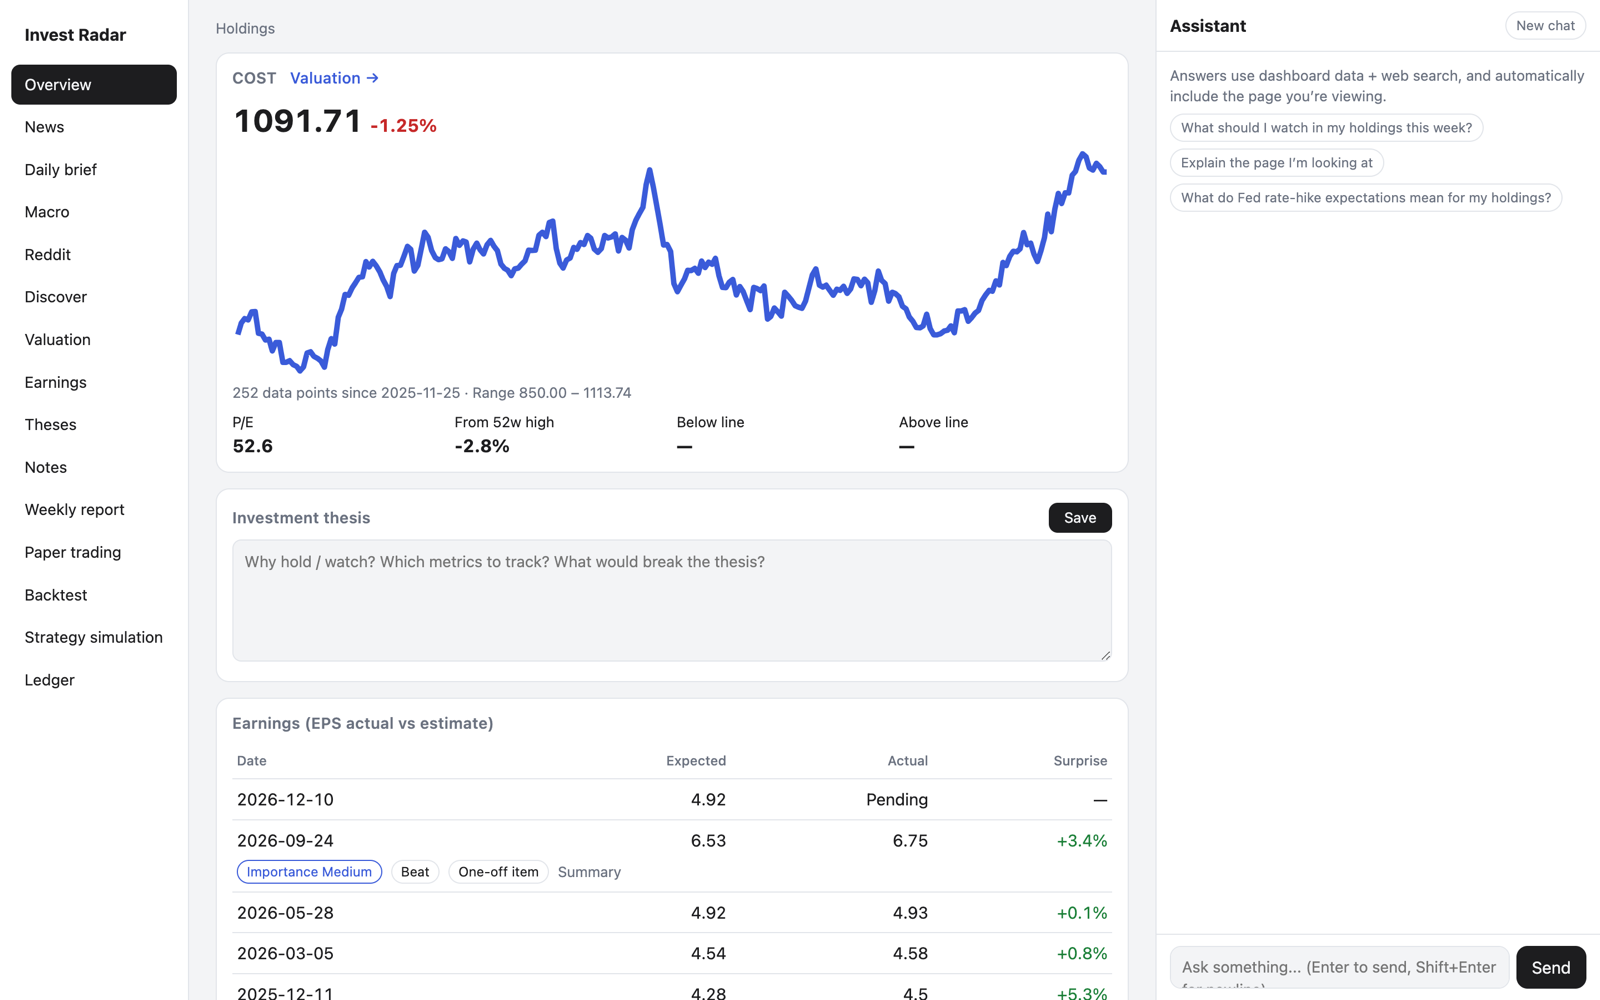 Invest Radar
Overview
News
Daily brief
Macro
Reddit
Discover
Valuation
Earnings
Theses
Notes
Weekly report
Paper trading
Backtest
Strategy simulation
Ledger
Holdings
COST Valuation →
1091.71 -1.25%
252 data points since 2025-11-25 · Range 850.00 – 1113.74
P/E From 52w high Below line Above line
52.6 -2.8% — —
Investment thesis Save
Why hold / watch? Which metrics to track? What would break the thesis?
Earnings (EPS actual vs estimate)
Date Expected Actual Surprise
2026-12-10 4.92 Pending —
2026-09-24 6.53 6.75 +3.4%
Importance Medium Beat One-off item Summary
2026-05-28 4.92 4.93 +0.1%
2026-03-05 4.54 4.58 +0.8%
2025-12-11 4.28 4.5 +5.3%
Assistant New chat
Answers use dashboard data + web search, and automatically
include the page you’re viewing.
What should I watch in my holdings this week?
Explain the page I’m looking at
What do Fed rate-hike expectations mean for my holdings?
Ask something... (Enter to send, Shift+Enter
for newline)
Send